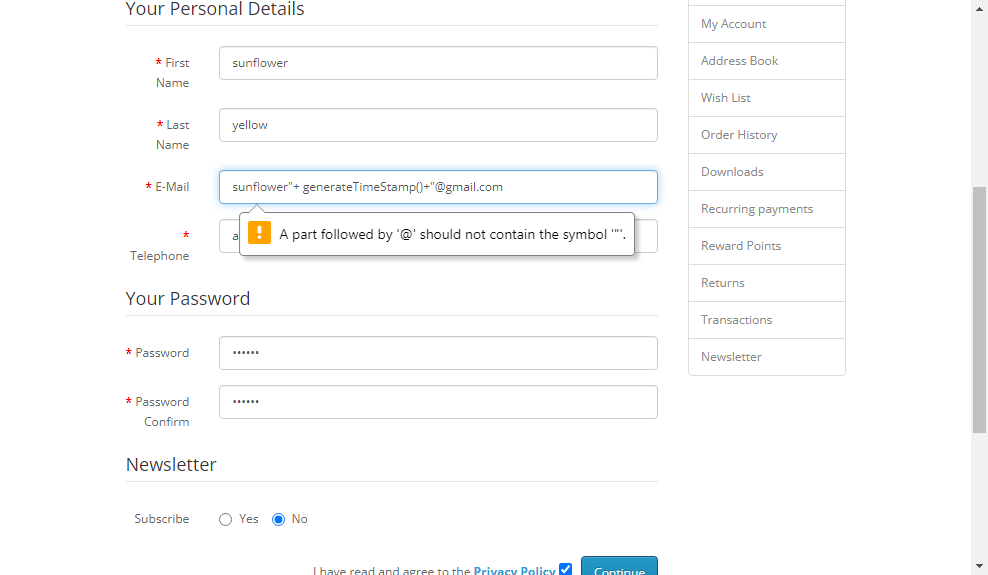 Your Personal Details
* First Name
sunflower
* Last Name
yellow
* E-Mail
sunflower"+ generateTimeStamp()+"@gmail.com
A part followed by '@' should not contain the symbol '"'.
* Telephone
a
Your Password
* Password
••••••
* Password Confirm
••••••
Newsletter
Subscribe
Yes
No
I have read and agree to the Privacy Policy
Continue
My Account
Address Book
Wish List
Order History
Downloads
Recurring payments
Reward Points
Returns
Transactions
Newsletter